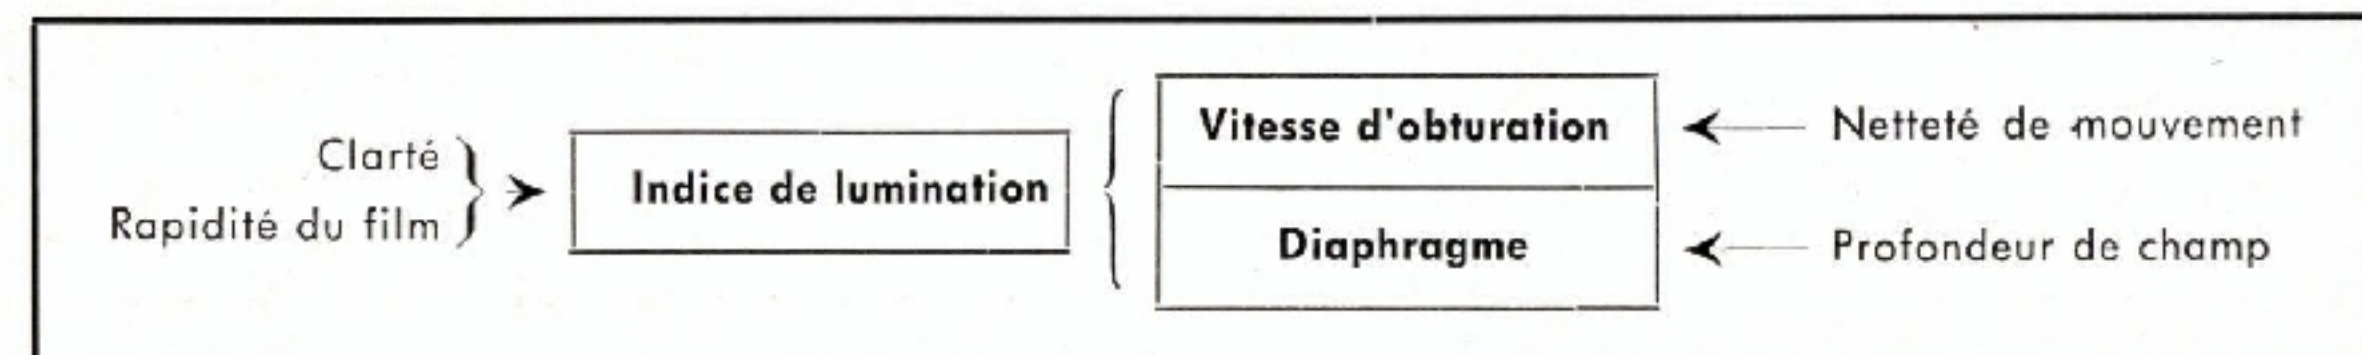 Clarté
Rapidité du film
Indice de lumination
Vitesse d'obturation
Diaphragme
Netteté de mouvement
Profondeur de champ